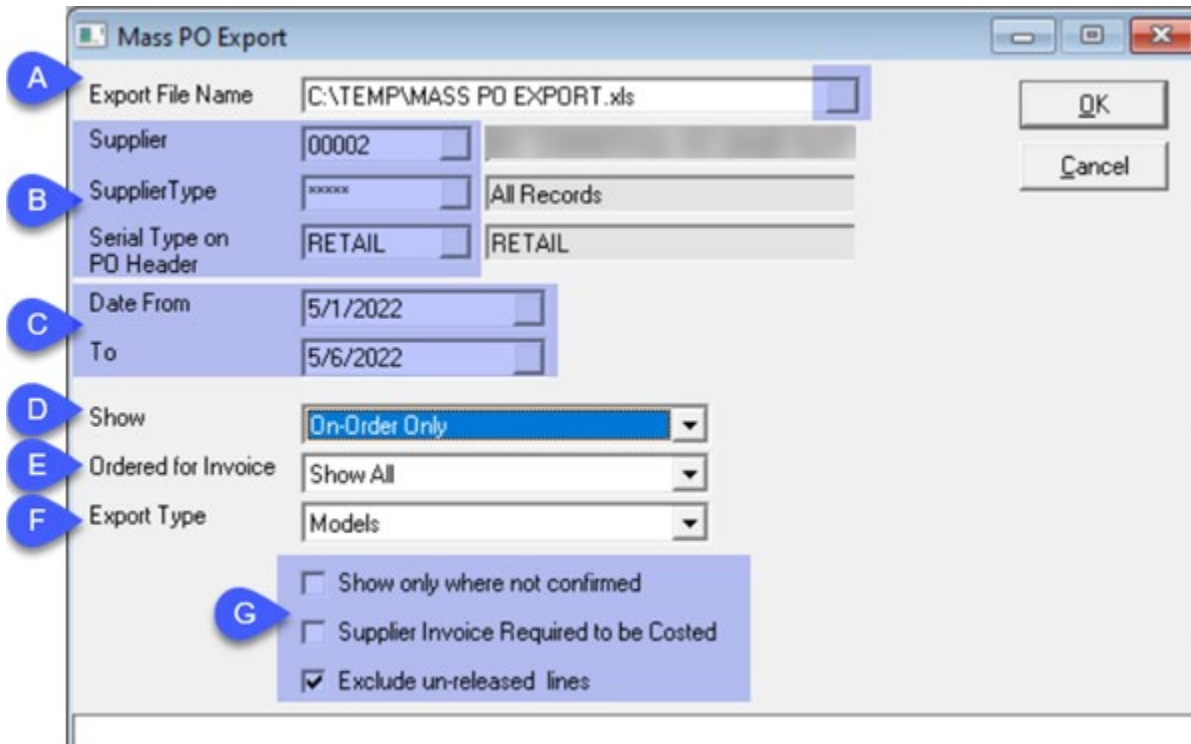 Mass PO Export
A
Export File Name C:\TEMP\MASS PO EXPORT.xls OK
Supplier 00002
Cancel
B
SupplierType ***** All Records
Serial Type on RETAIL RETAIL
PO Header
C
Date From 5/1/2022
To 5/6/2022
D
Show On-Order Only
E
Ordered for Invoice Show All
F
Export Type Models
Show only where not confirmed
G
Supplier Invoice Required to be Costed
Exclude un-released lines